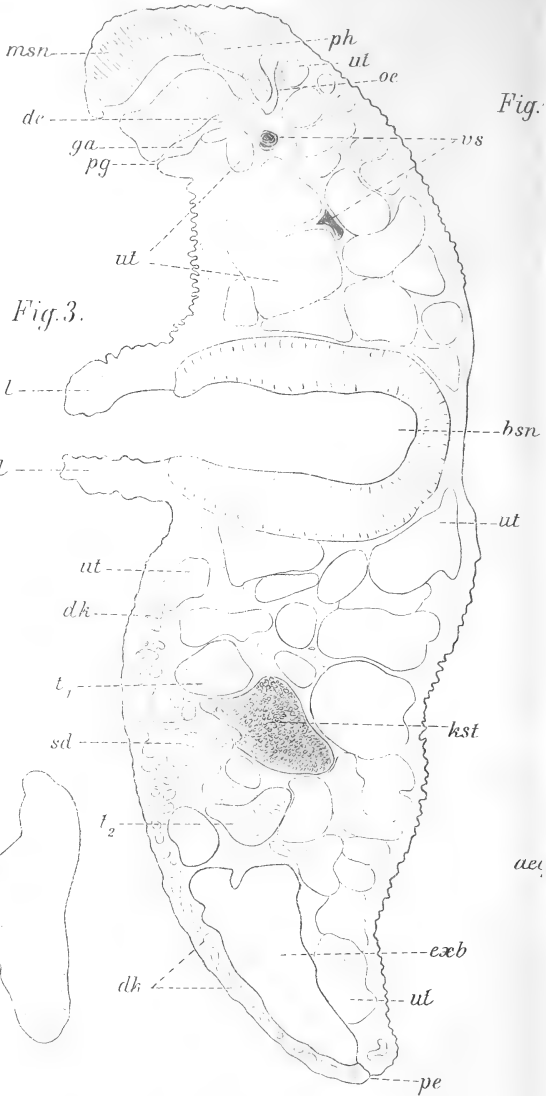 msn
ph
ut
oe
Fig.
de
vs
ga
pg
ut
Fig. 3.
l
bsn
l
ut
ut
dk
t1
kst
sd
t2
exb
dk
ut
pe